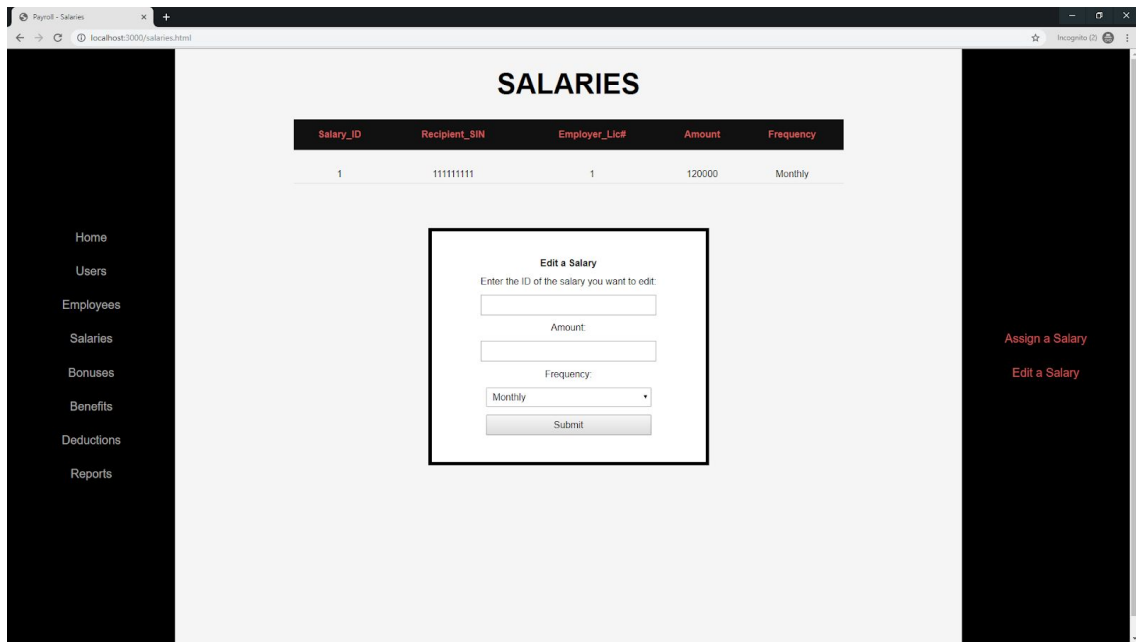 Payroll - Salaries
localhost:3000/salaries.html
Incognito (2)
SALARIES
Salary_ID Recipient_SIN Employer_Lic# Amount Frequency
1 111111111 1 120000 Monthly
Home
Users
Employees
Salaries
Bonuses
Benefits
Deductions
Reports
Edit a Salary
Enter the ID of the salary you want to edit:
Amount:
Frequency:
Monthly
Submit
Assign a Salary
Edit a Salary